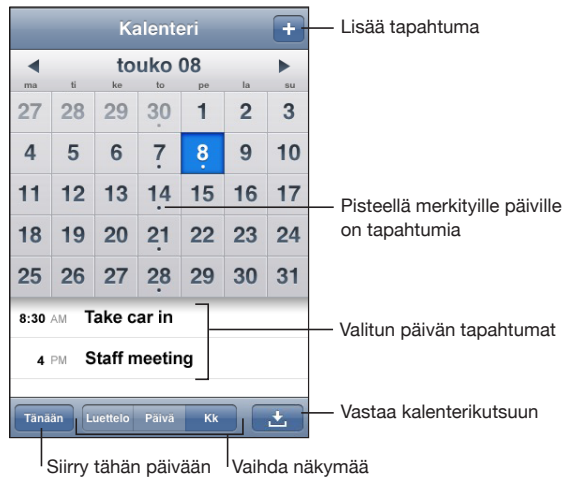 Kalenteri
+
Lisää tapahtuma
touko 08
ma ti ke to pe la su
27 28 29 30 1 2 3
4 5 6 7 8 9 10
11 12 13 14 15 16 17
Pisteellä merkityille päiville
on tapahtumia
18 19 20 21 22 23 24
25 26 27 28 29 30 31
8:30 AM Take car in
Valitun päivän tapahtumat
4 PM Staff meeting
Tänään Luettelo Päivä Kk
Vastaa kalenterikutsuun
Siirry tähän päivään
Vaihda näkymää